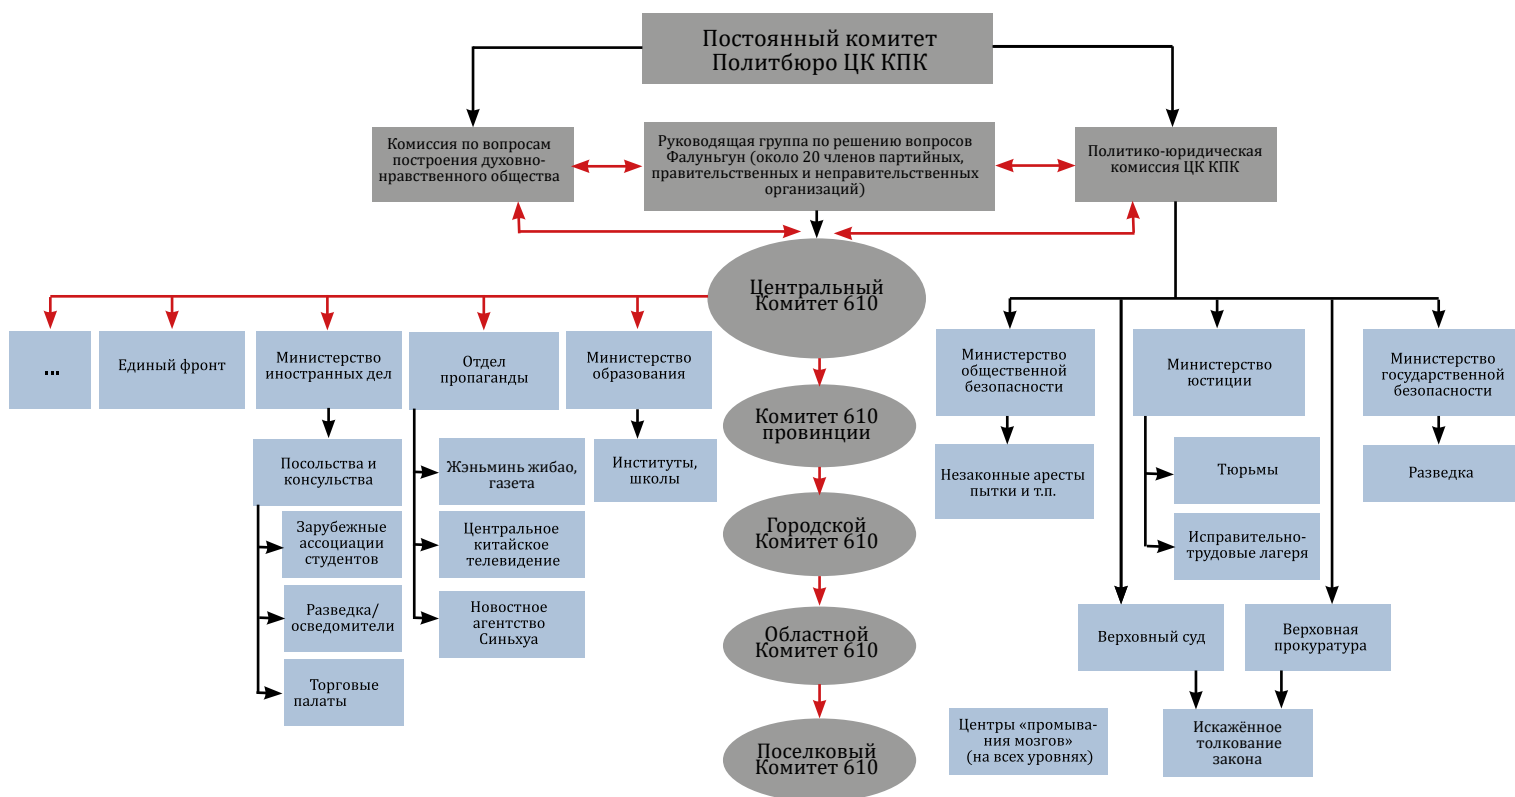 Постоянный комитет
Политбюро ЦК КПК
Комиссия по вопросам
построения духовно-
нравственного общества
Руководящая группа по решению вопросов
Фалуньгун (около 20 членов партийных,
правительственных и неправительственных
организаций)
Политико-юридическая
комиссия ЦК КПК
Центральный
Комитет 610
...
Единый фронт
Министерство
иностранных дел
Отдел
пропаганды
Министерство
образования
Министерство
общественной
безопасности
Министерство
юстиции
Министерство
государственной
безопасности
Комитет 610
провинции
Посольства и
консульства
Жэньминь жибао,
газета
Институты,
школы
Незаконные аресты
пытки и т.п.
Тюрьмы
Разведка
Зарубежные
ассоциации
студентов
Центральное
китайское
телевидение
Городской
Комитет 610
Исправительно-
трудовые лагеря
Разведка/
осведомители
Новостное
агентство
Синьхуа
Областной
Комитет 610
Верховный суд
Верховная
прокуратура
Торговые
палаты
Поселковый
Комитет 610
Центры «промыва-
ния мозгов»
(на всех уровнях)
Искажённое
толкование
закона